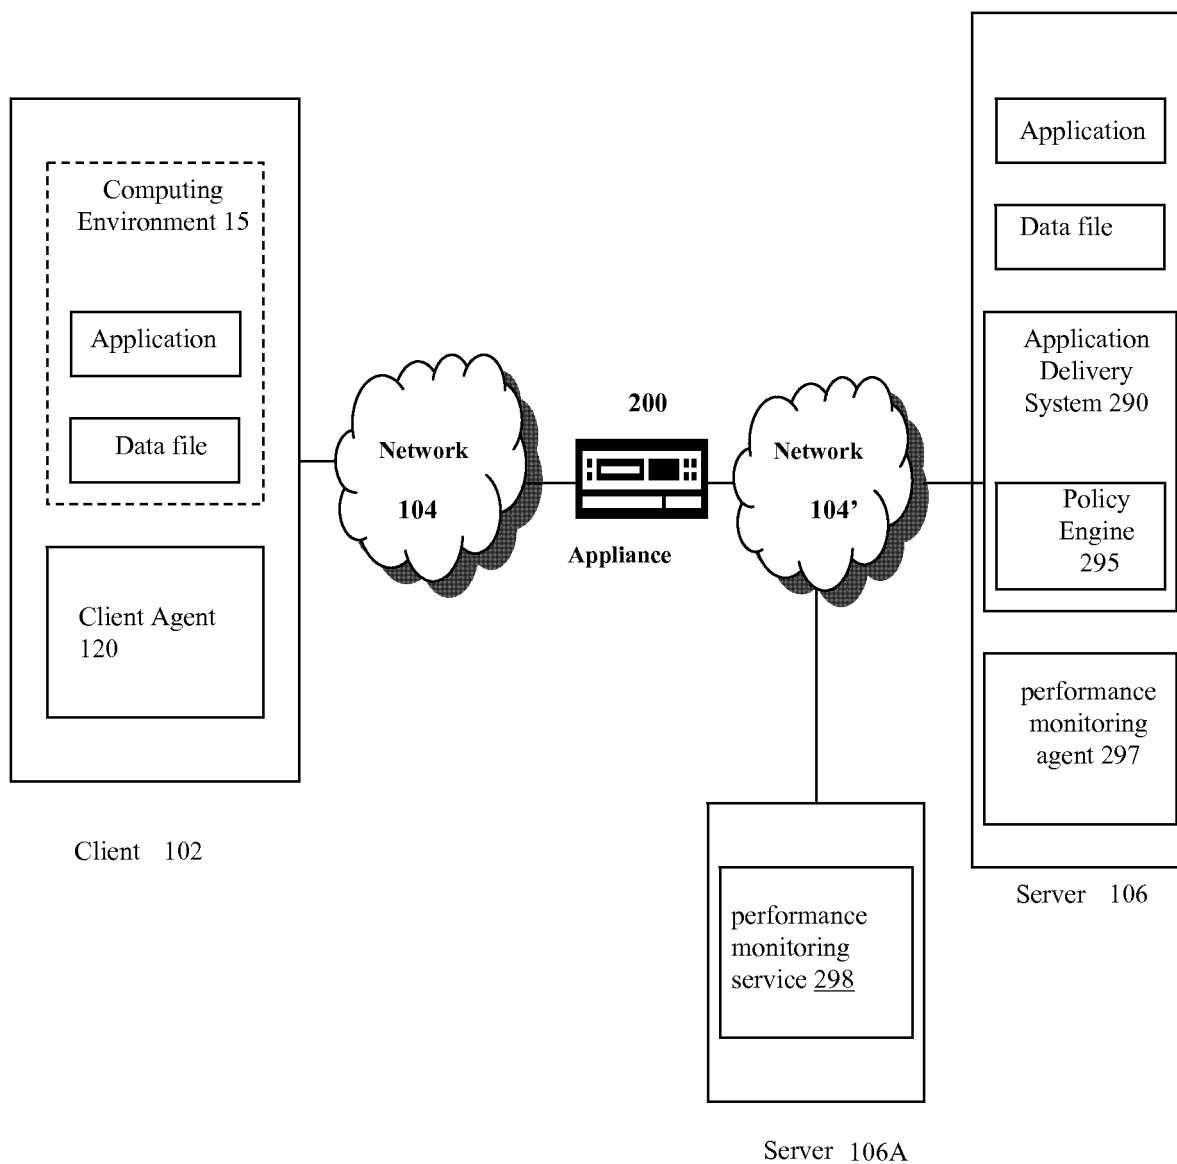 Computing
Environment 15
Application
Data file
Client Agent
120
Client 102
Network
104
200
Appliance
Network
104’
Application
Data file
Application
Delivery
System 290
Policy
Engine
295
performance
monitoring
agent 297
Server 106
performance
monitoring
service 298
Server 106A